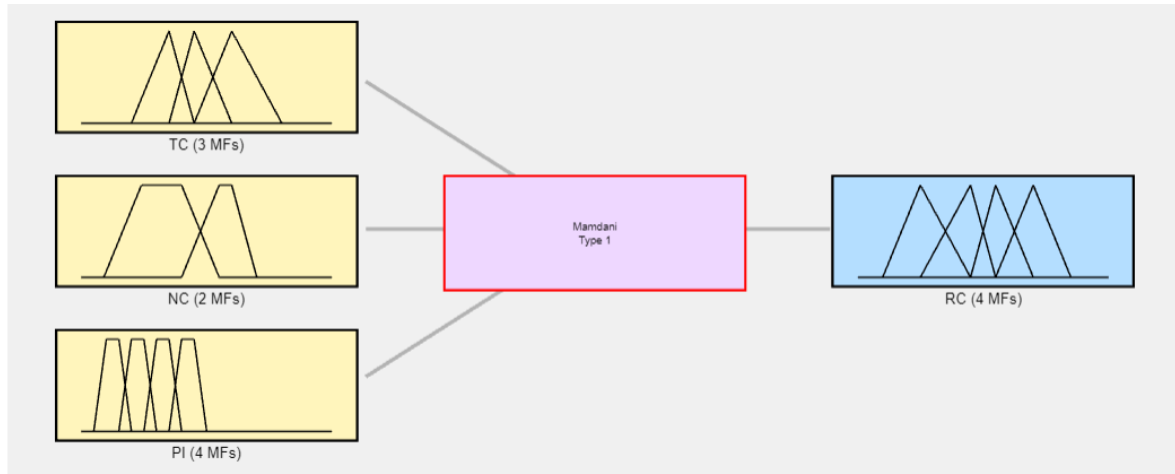 TC (3 MFs)
NC (2 MFs)
PI (4 MFs)
Mamdani
Type 1
RC (4 MFs)